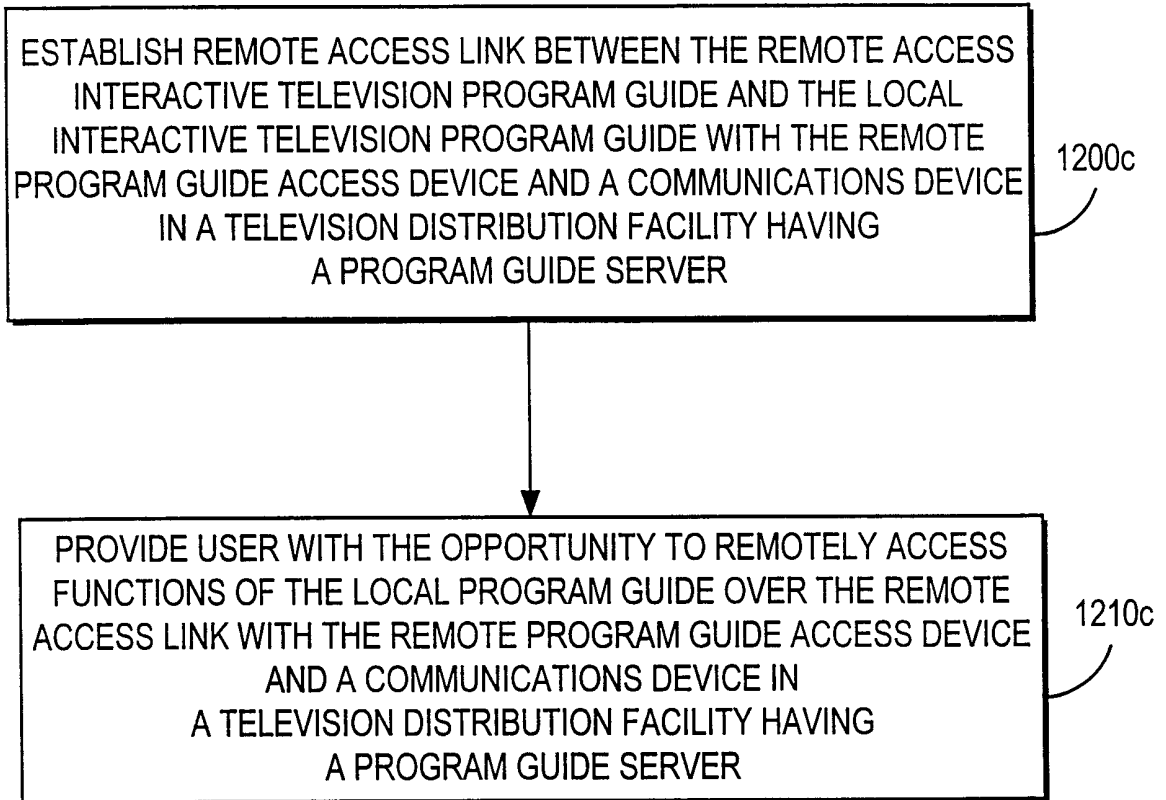 ESTABLISH REMOTE ACCESS LINK BETWEEN THE REMOTE ACCESS
INTERACTIVE TELEVISION PROGRAM GUIDE AND THE LOCAL
INTERACTIVE TELEVISION PROGRAM GUIDE WITH THE REMOTE
PROGRAM GUIDE ACCESS DEVICE AND A COMMUNICATIONS DEVICE
IN A TELEVISION DISTRIBUTION FACILITY HAVING
A PROGRAM GUIDE SERVER
1200c
PROVIDE USER WITH THE OPPORTUNITY TO REMOTELY ACCESS
FUNCTIONS OF THE LOCAL PROGRAM GUIDE OVER THE REMOTE
ACCESS LINK WITH THE REMOTE PROGRAM GUIDE ACCESS DEVICE
AND A COMMUNICATIONS DEVICE IN
A TELEVISION DISTRIBUTION FACILITY HAVING
A PROGRAM GUIDE SERVER
1210c